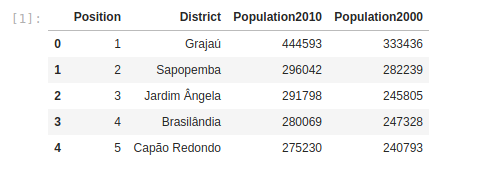 [1]: Position District Population2010 Population2000
0 1 Grajaú 444593 333436
1 2 Sapopemba 296042 282239
2 3 Jardim Ângela 291798 245805
3 4 Brasilândia 280069 247328
4 5 Capão Redondo 275230 240793